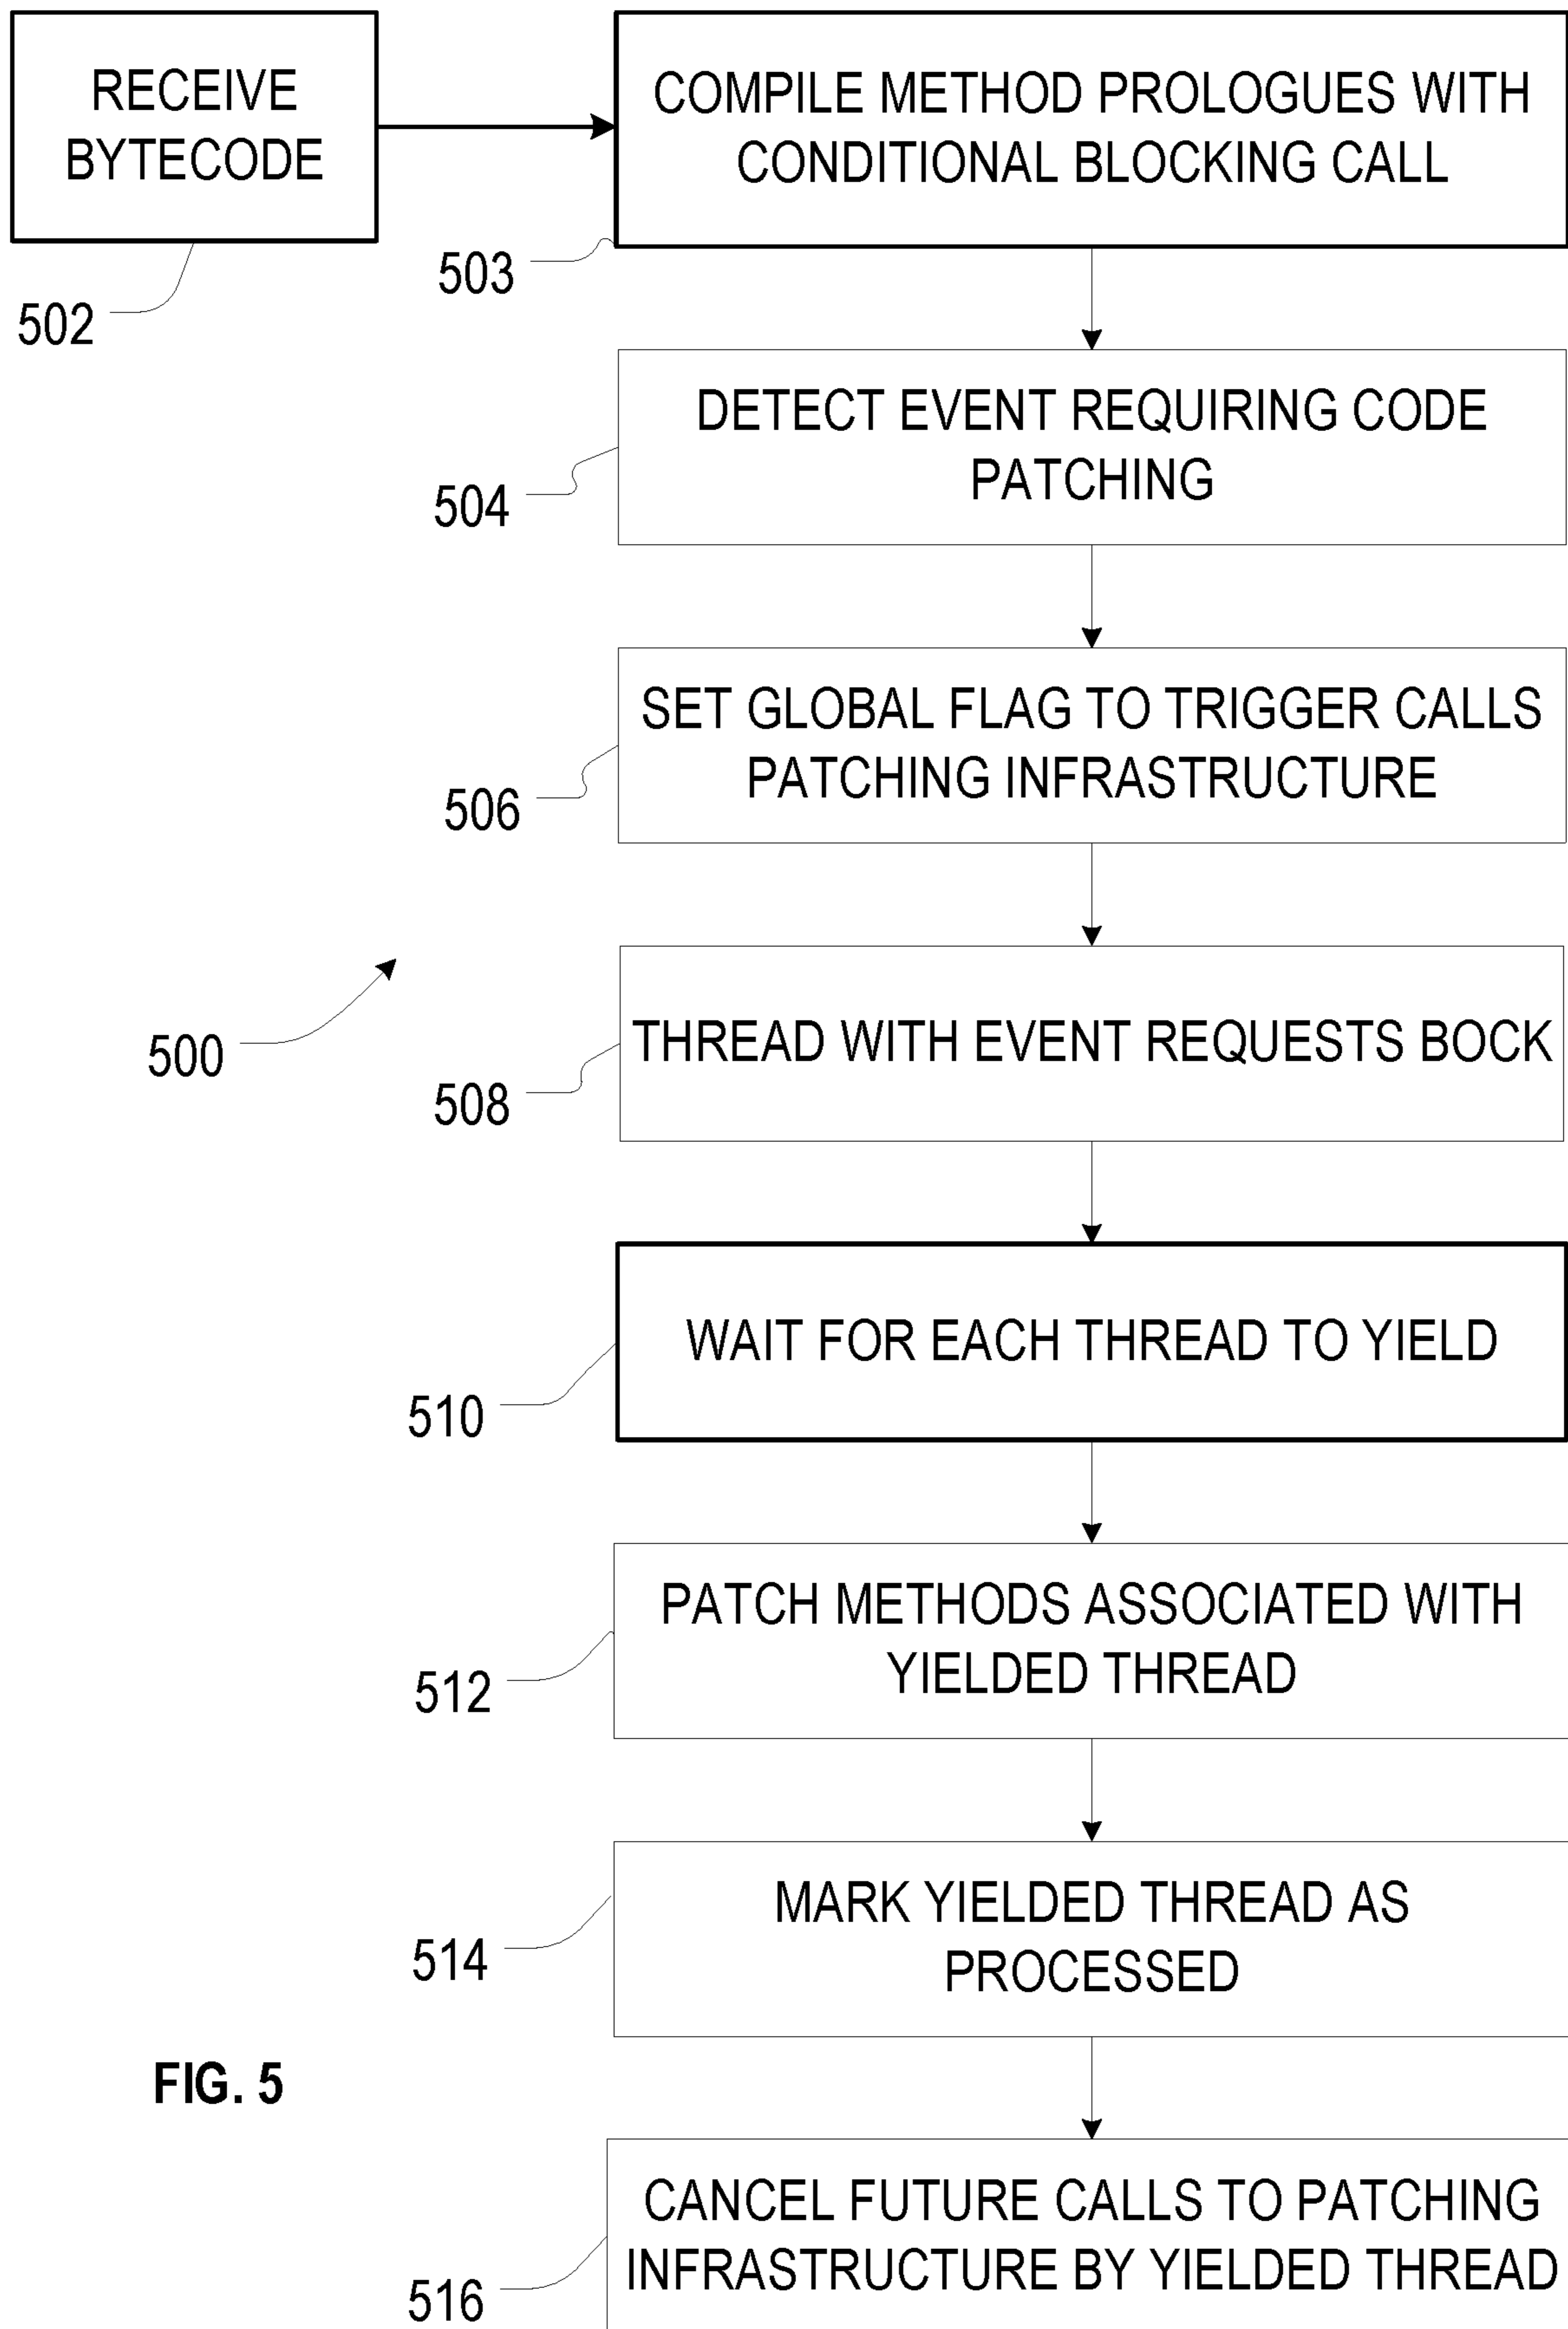 RECEIVE
BYTECODE
502
COMPILE METHOD PROLOGUES WITH
CONDITIONAL BLOCKING CALL
503
DETECT EVENT REQUIRING CODE
PATCHING
504
SET GLOBAL FLAG TO TRIGGER CALLS
PATCHING INFRASTRUCTURE
506
500
THREAD WITH EVENT REQUESTS BOCK
508
WAIT FOR EACH THREAD TO YIELD
510
PATCH METHODS ASSOCIATED WITH
YIELDED THREAD
512
MARK YIELDED THREAD AS
PROCESSED
514
FIG. 5
CANCEL FUTURE CALLS TO PATCHING
INFRASTRUCTURE BY YIELDED THREAD
516